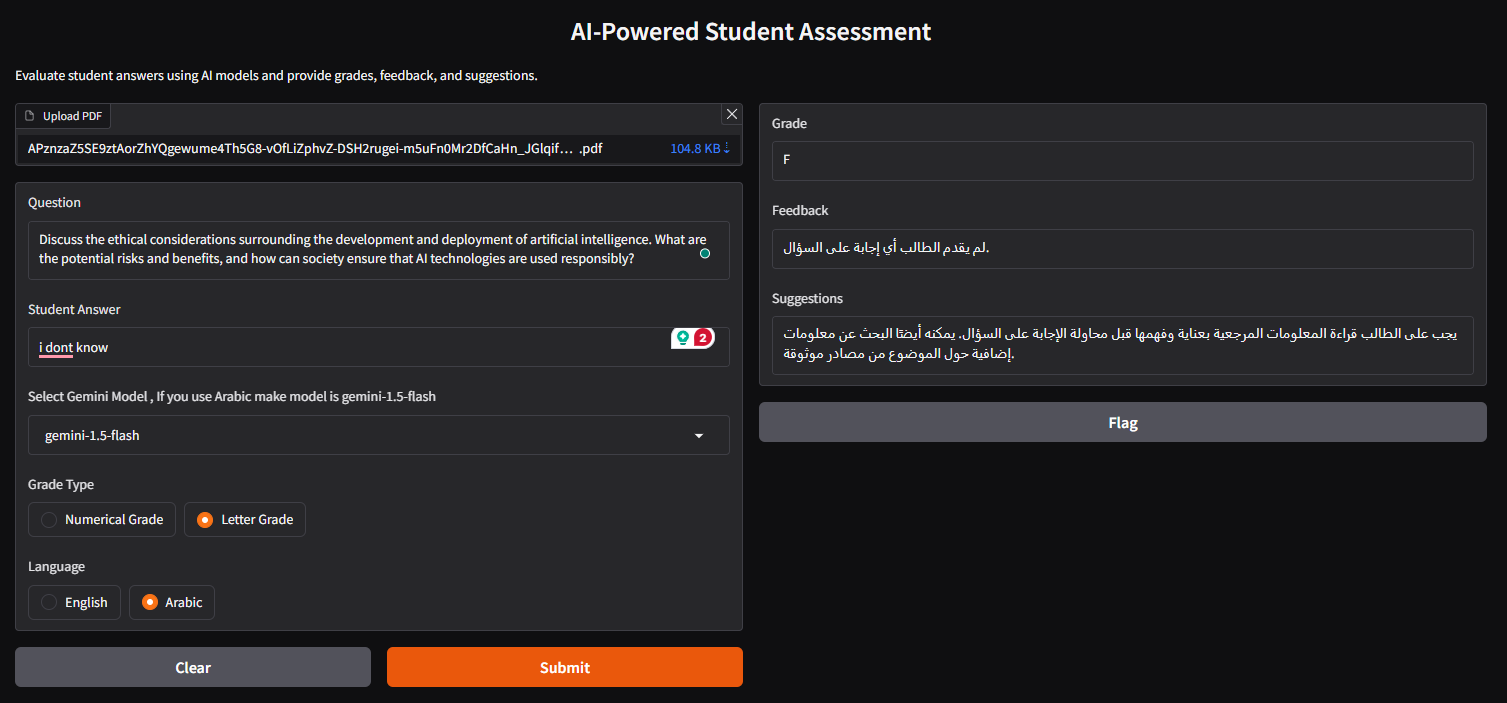 AI-Powered Student Assessment
Evaluate student answers using AI models and provide grades, feedback, and suggestions.
Upload PDF
APznzaZ5SE9ztAorZhYQgewume4Th5G8-vOfLiZphvZ-DSH2rugei-m5uFn0Mr2DfCaHn_JGlqif... .pdf
104.8 KB
Question
Discuss the ethical considerations surrounding the development and deployment of artificial intelligence. What are
the potential risks and benefits, and how can society ensure that AI technologies are used responsibly?
Student Answer
i dont know
2
Select Gemini Model , If you use Arabic make model is gemini-1.5-flash
gemini-1.5-flash
Grade Type
Numerical Grade
Letter Grade
Language
English
Arabic
Clear
Submit
Grade
F
Feedback
لم يقدم الطالب أي إجابة على السؤال.
Suggestions
يجب على الطالب قراءة المعلومات المرجعية بعناية وفهمها قبل محاولة الإجابة على السؤال. يمكنه أيضًا البحث عن معلومات
إضافية حول الموضوع من مصادر موثوقة.
Flag